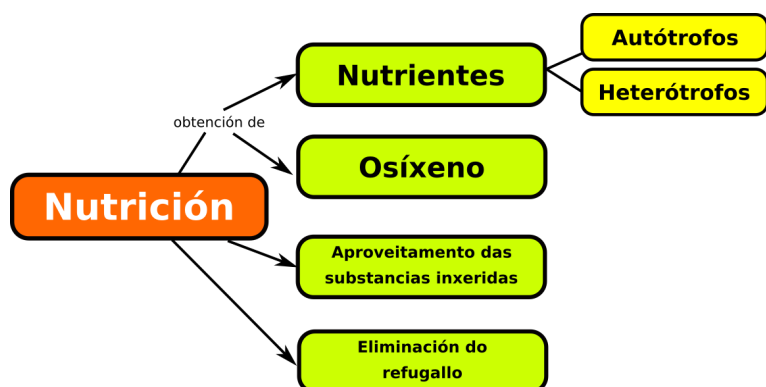 Autótrofos
Nutrientes
Heterótrofos
obtención de
Osíxeno
Nutrición
Aproveitamento das
substancias inxeridas
Eliminación do
refugallo